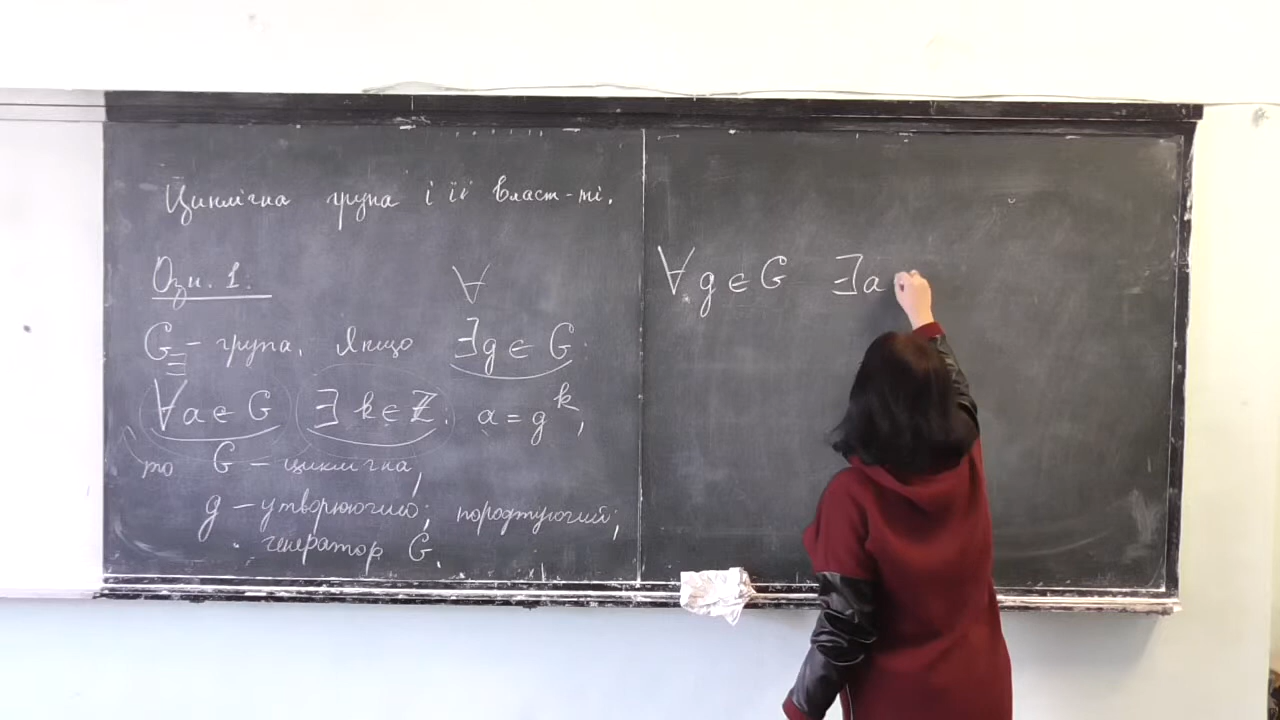 Циклічна група і її власт-ті.
Озн. 1.
∀
G – група. Якщо ∃g ∈ G:
∀a ∈ G ∃ k ∈ ℤ: a = g^k,
то G – циклічна,
g – утворюючий; породжуючий;
генератор G.
∀g ∈ G ∃a